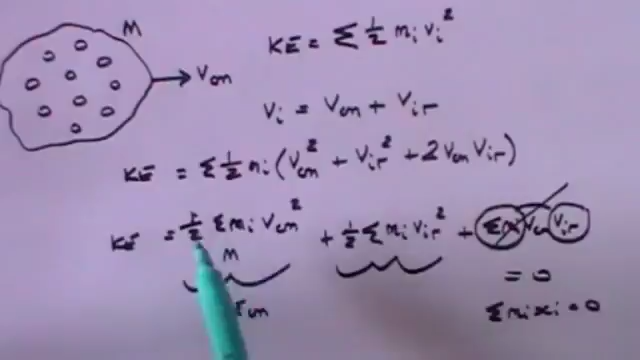 M
Vcm
KE = Σ 1/2 mi vi²
Vi = Vcm + Vir
KE = Σ 1/2 mi (Vcm² + Vir² + 2 Vcm Vir)
KE = 1/2 Σ mi Vcm² + 1/2 Σ mi Vir² + Σm Vcm Vir
M
= 0
Σ mi xi = 0